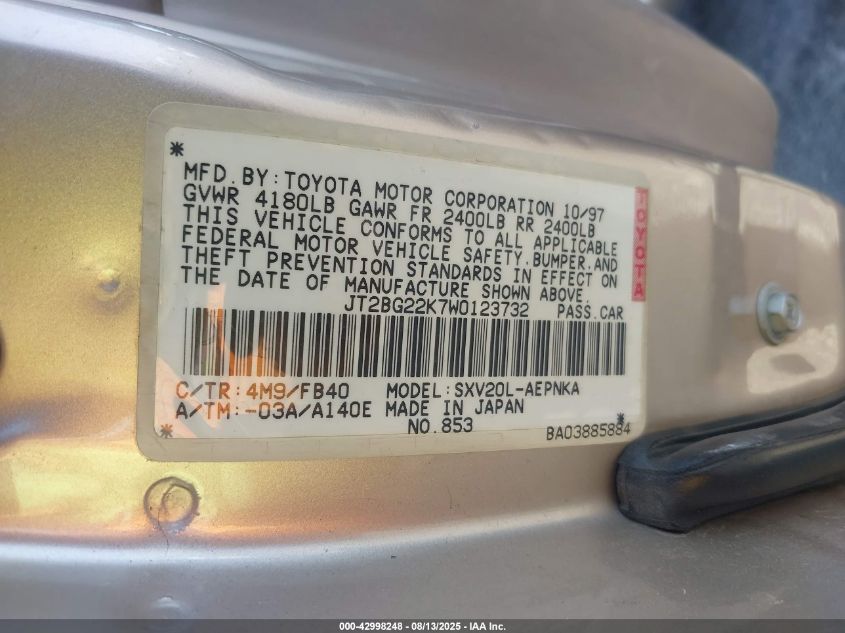 *
MFD.BY:TOYOTA MOTOR CORPORATION 10/97
GVWR 4180LB GAWR FR 2400LB RR 2400LB
THIS VEHICLE CONFORMS TO ALL APPLICABLE
FEDERAL MOTOR VEHICLE SAFETY.BUMPER.AND
THEFT PREVENTION STANDARDS IN EFFECT ON
THE DATE OF MANUFACTURE SHOWN ABOVE.
JT2BG22K7W0123732 PASS.CAR
TOYOTA
C/TR:4M9/FB40 MODEL:SXV20L-AEPNKA
A/TM:-03A/A140E MADE IN JAPAN
* NO.853 *
BA03885884
000-42998248 - 08/13/2025 - IAA Inc.